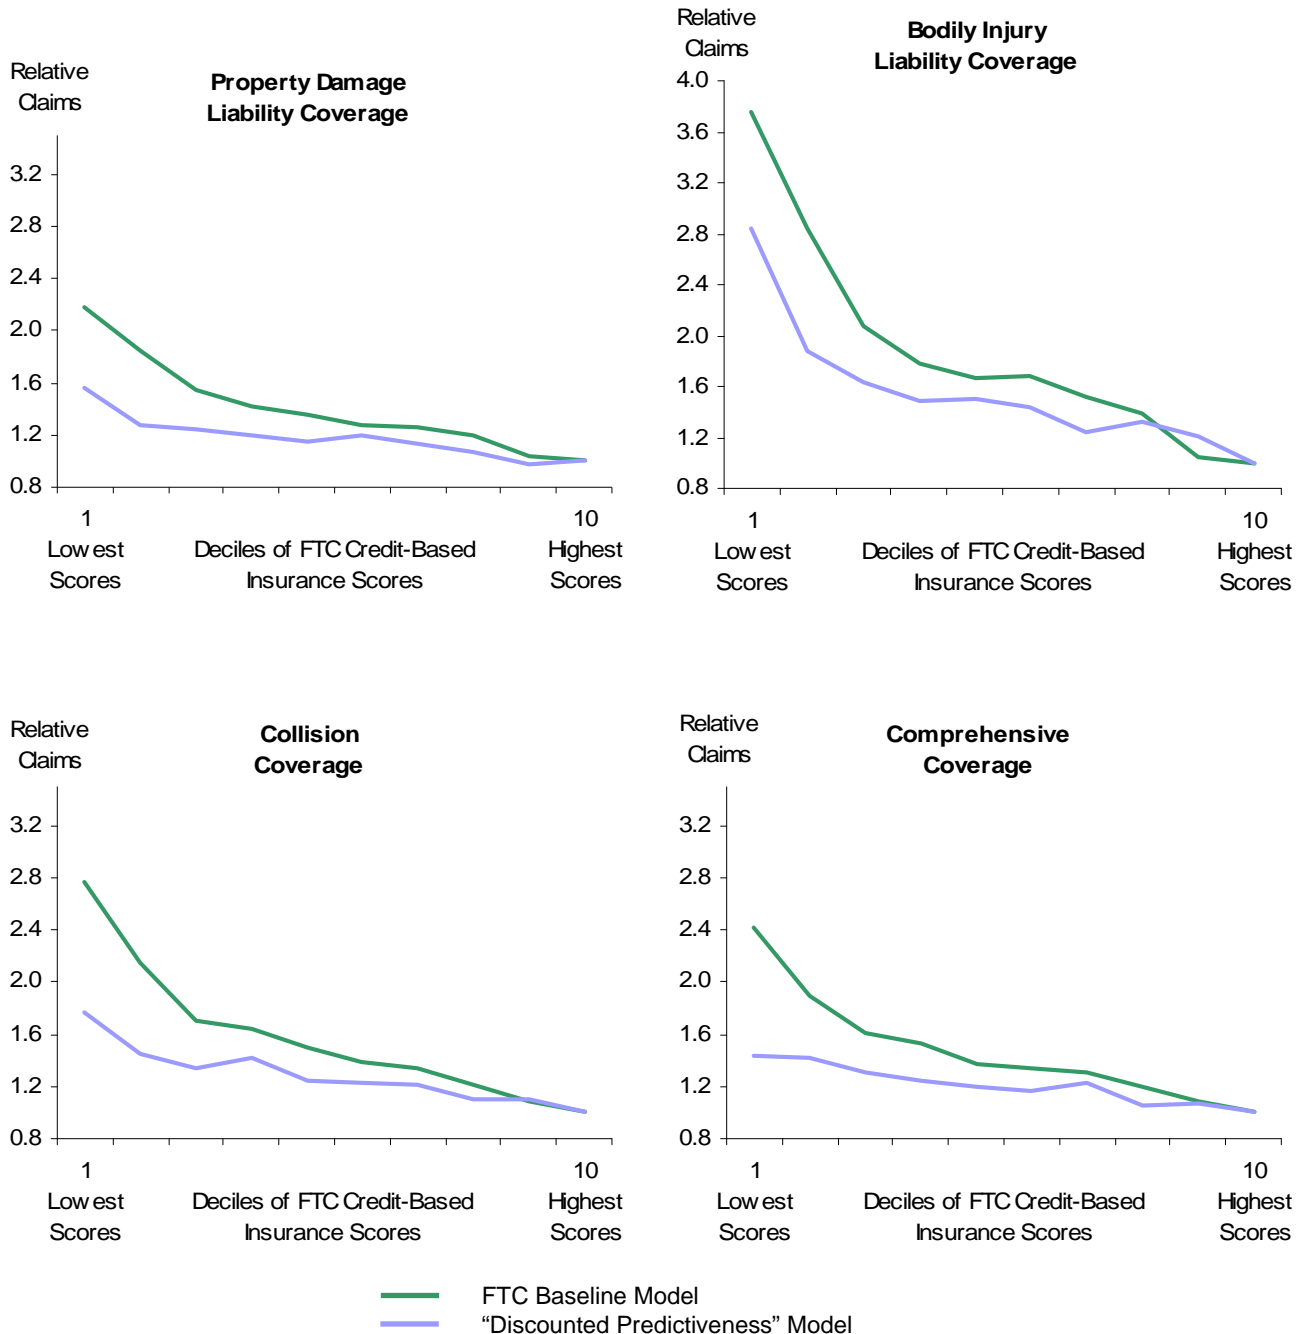 Relative
Claims
Property Damage
Liability Coverage
3.2
2.8
2.4
2.0
1.6
1.2
0.8
1
10
Lowest
Scores
Deciles of FTC Credit-Based
Insurance Scores
Highest
Scores
Relative
Claims
Bodily Injury
Liability Coverage
4.0
3.6
3.2
2.8
2.4
2.0
1.6
1.2
0.8
1
10
Lowest
Scores
Deciles of FTC Credit-Based
Insurance Scores
Highest
Scores
Relative
Claims
Collision
Coverage
3.2
2.8
2.4
2.0
1.6
1.2
0.8
1
10
Lowest
Scores
Deciles of FTC Credit-Based
Insurance Scores
Highest
Scores
Relative
Claims
Comprehensive
Coverage
3.2
2.8
2.4
2.0
1.6
1.2
0.8
1
10
Lowest
Scores
Deciles of FTC Credit-Based
Insurance Scores
Highest
Scores
FTC Baseline Model
“Discounted Predictiveness” Model